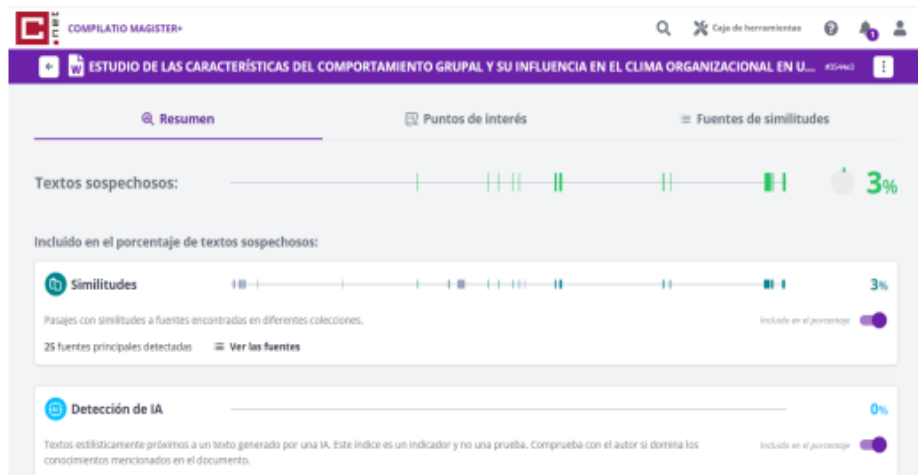 C .net
COMPILATIO MAGISTER+
Caja de herramientas
1
W ESTUDIO DE LAS CARACTERÍSTICAS DEL COMPORTAMIENTO GRUPAL Y SU INFLUENCIA EN EL CLIMA ORGANIZACIONAL EN U...
Resumen
Puntos de interés
Fuentes de similitudes
Textos sospechosos:
3%
Incluido en el porcentaje de textos sospechosos:
Similitudes
3%
Pasajes con similitudes a fuentes encontradas en diferentes colecciones.
Incluido en el porcentaje
25 fuentes principales detectadas
Ver las fuentes
Detección de IA
0%
Textos estilísticamente próximos a un texto generado por una IA. Este índice es un indicador y no una prueba. Comprueba con el autor si domina los
Incluido en el porcentaje
conocimientos mencionados en el documento.